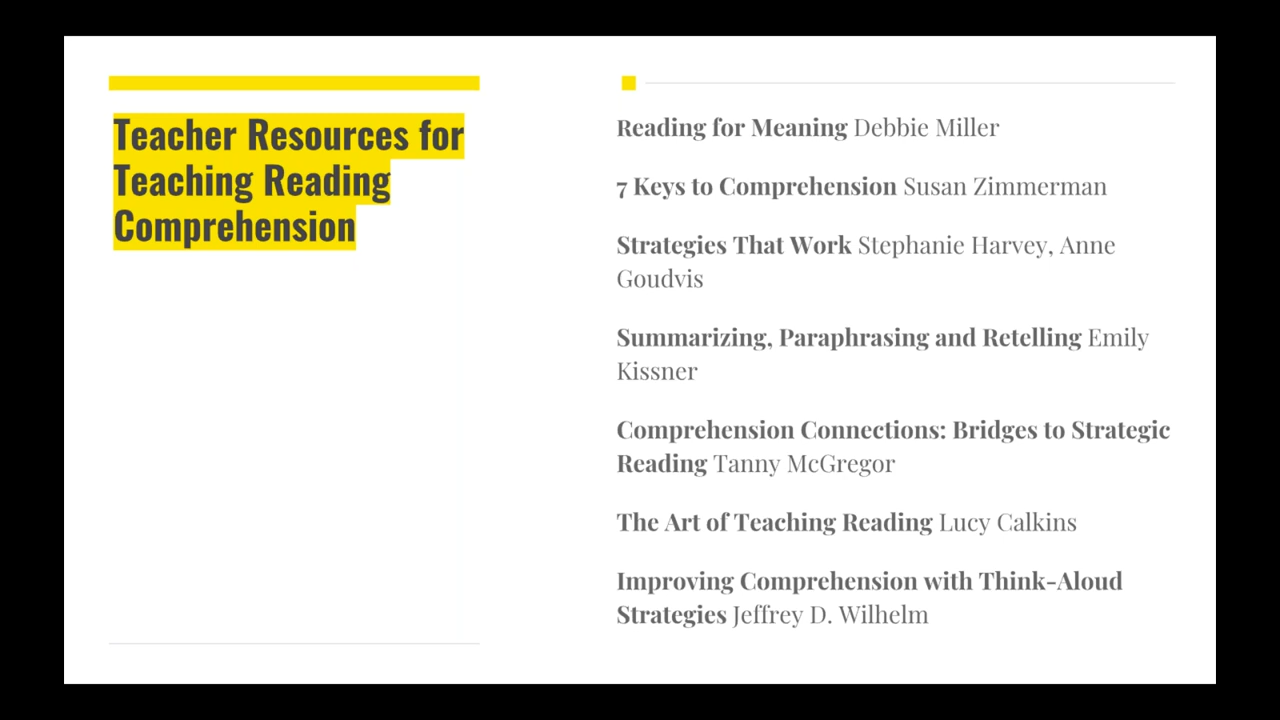 Teacher Resources for
Teaching Reading
Comprehension
Reading for Meaning Debbie Miller
7 Keys to Comprehension Susan Zimmerman
Strategies That Work Stephanie Harvey, Anne
Goudvis
Summarizing, Paraphrasing and Retelling Emily
Kissner
Comprehension Connections: Bridges to Strategic
Reading Tanny McGregor
The Art of Teaching Reading Lucy Calkins
Improving Comprehension with Think-Aloud
Strategies Jeffrey D. Wilhelm